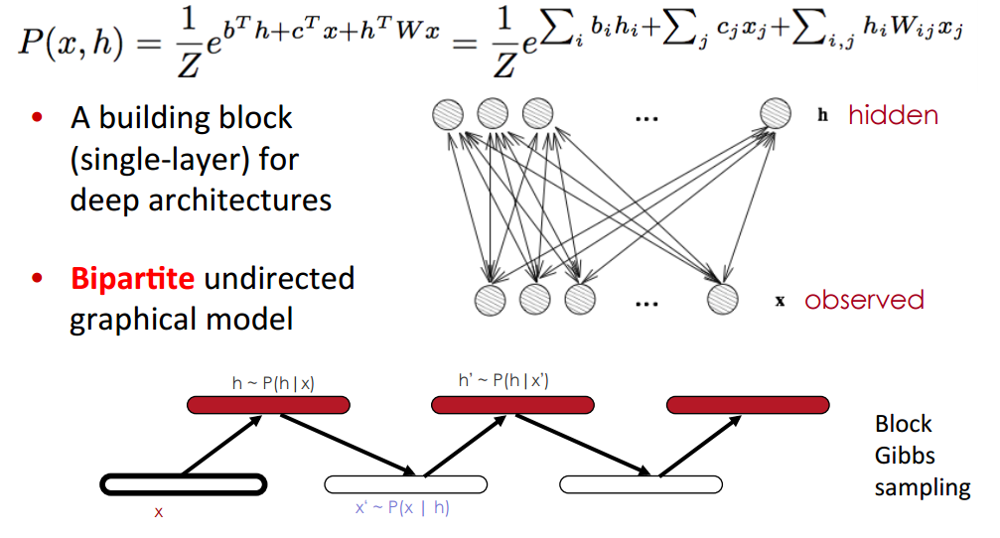 P(x, h) = \frac{1}{Z} e^{b^T h + c^T x + h^T W x} = \frac{1}{Z} e^{\sum_i b_i h_i + \sum_j c_j x_j + \sum_{i,j} h_i W_{ij} x_j}
• A building block
(single-layer) for
deep architectures
• Bipartite undirected
graphical model
... h hidden
... x observed
h ~ P(h|x)
h' ~ P(h|x')
x
x' ~ P(x | h)
Block
Gibbs
sampling